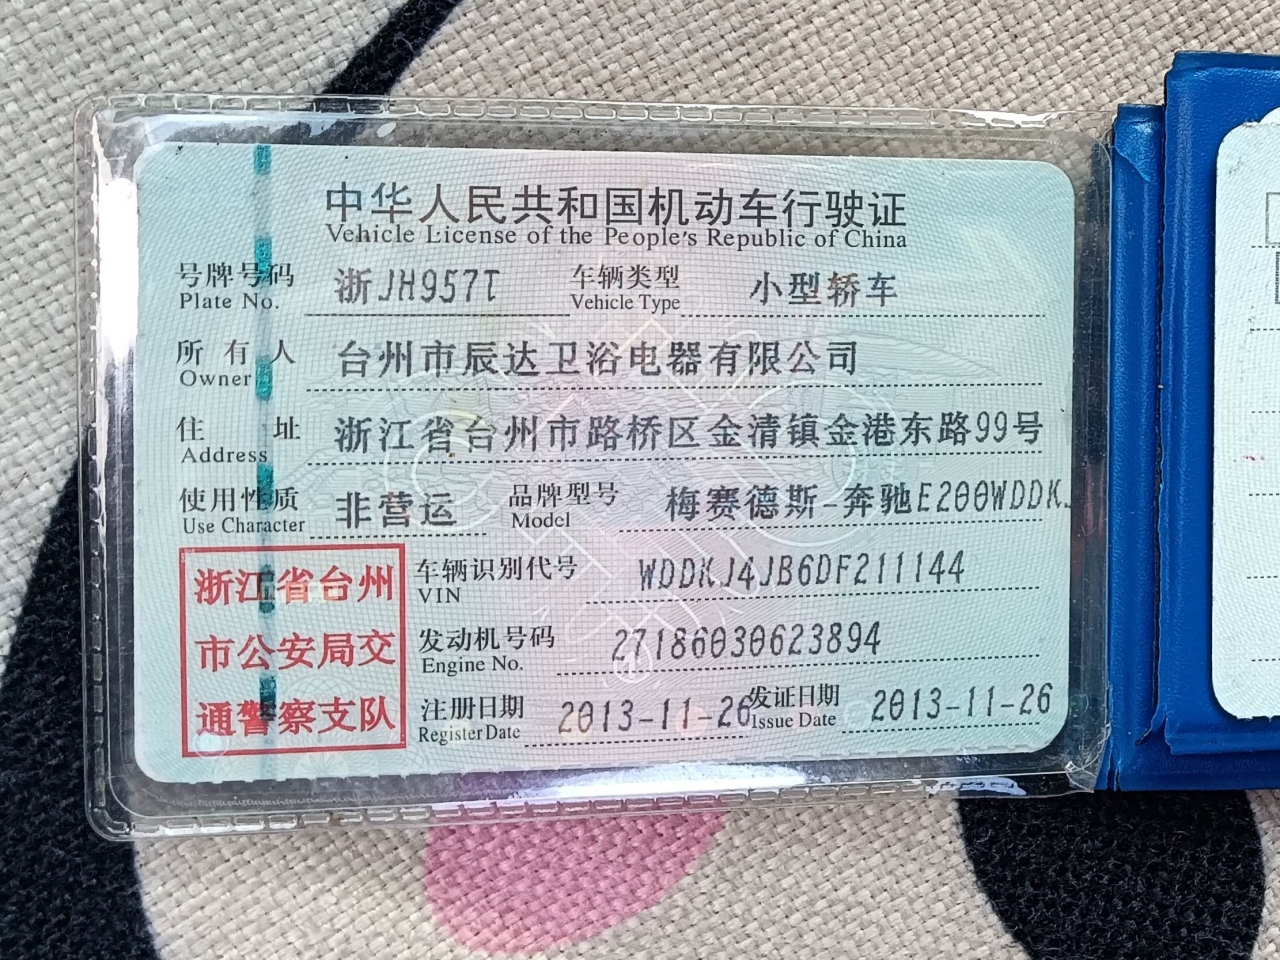 中华人民共和国机动车行驶证
Vehicle License of the People's Republic of China
号牌号码 浙JH957T 车辆类型 小型轿车
Plate No. Vehicle Type
所有人 台州市辰达卫浴电器有限公司
Owner
住址 浙江省台州市路桥区金清镇金港东路99号
Address
使用性质 非营运 品牌型号 梅赛德斯-奔驰E200WDDKJ
Use Character Model
浙江省台州 车辆识别代号 WDDKJ4JB6DF211144
VIN
市公安局交 发动机号码 27186030623894
Engine No.
通警察支队 注册日期 2013-11-26 发证日期 2013-11-26
Register Date Issue Date